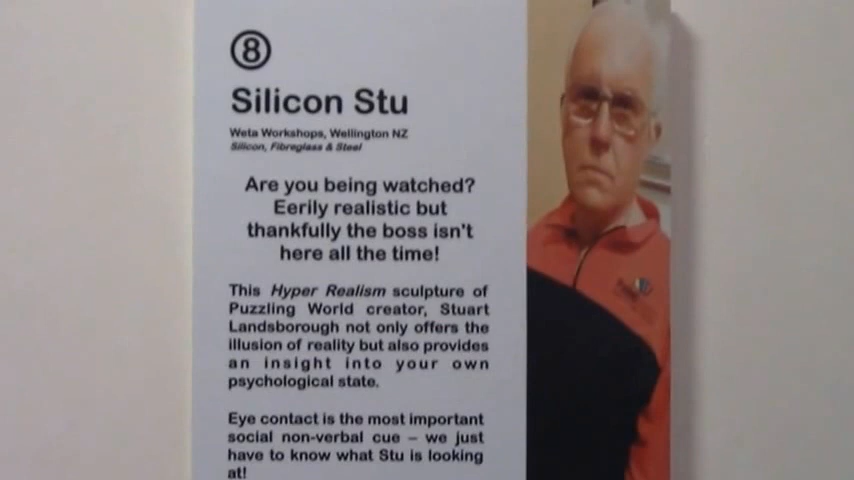 8
Silicon Stu
Weta Workshops, Wellington NZ
Silicon, Fibreglass & Steel
Are you being watched?
Eerily realistic but
thankfully the boss isn't
here all the time!
This Hyper Realism sculpture of
Puzzling World creator, Stuart
Landsborough not only offers the
illusion of reality but also provides
an insight into your own
psychological state.
Eye contact is the most important
social non-verbal cue – we just
have to know what Stu is looking
at!